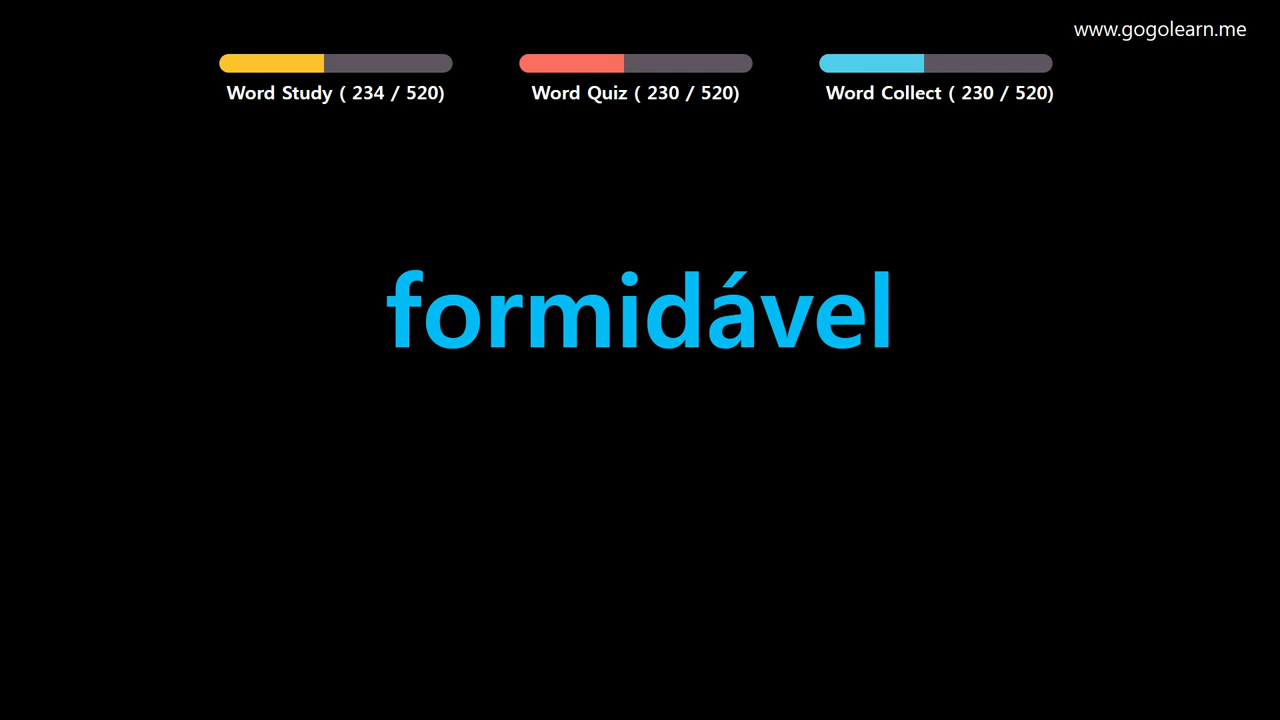 www.gogolearn.me
Word Study ( 234 / 520)
Word Quiz ( 230 / 520)
Word Collect ( 230 / 520)
formidável